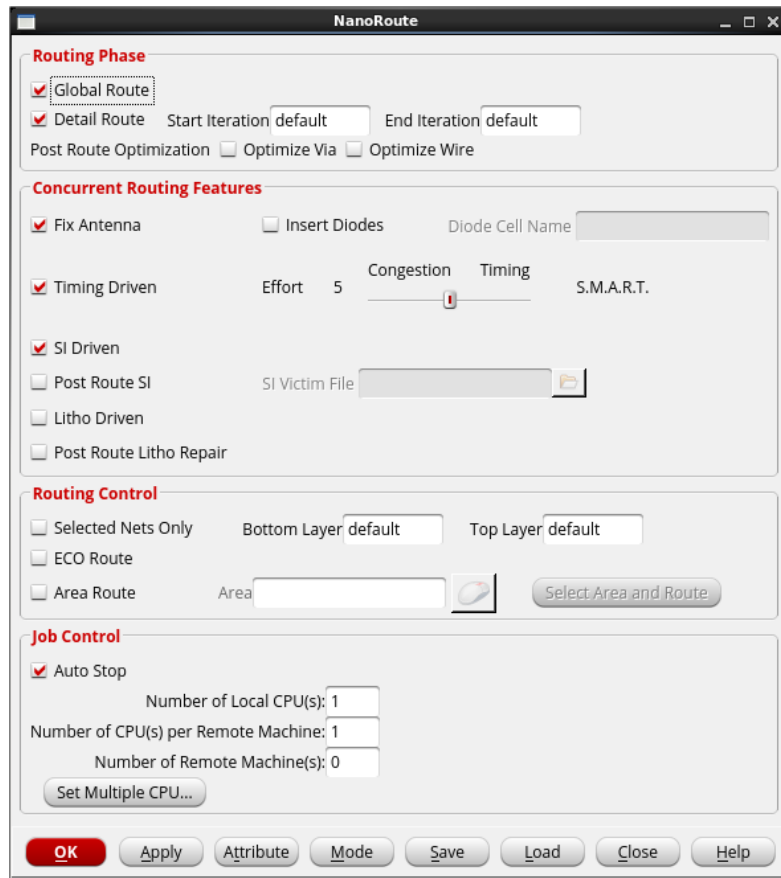 NanoRoute
Routing Phase
Global Route
Detail Route Start Iteration default End Iteration default
Post Route Optimization Optimize Via Optimize Wire
Concurrent Routing Features
Fix Antenna Insert Diodes Diode Cell Name
Congestion Timing
Timing Driven Effort 5 S.M.A.R.T.
SI Driven
Post Route SI SI Victim File
Litho Driven
Post Route Litho Repair
Routing Control
Selected Nets Only Bottom Layer default Top Layer default
ECO Route
Area Route Area Select Area and Route
Job Control
Auto Stop
Number of Local CPU(s): 1
Number of CPU(s) per Remote Machine: 1
Number of Remote Machine(s): 0
Set Multiple CPU...
OK Apply Attribute Mode Save Load Close Help